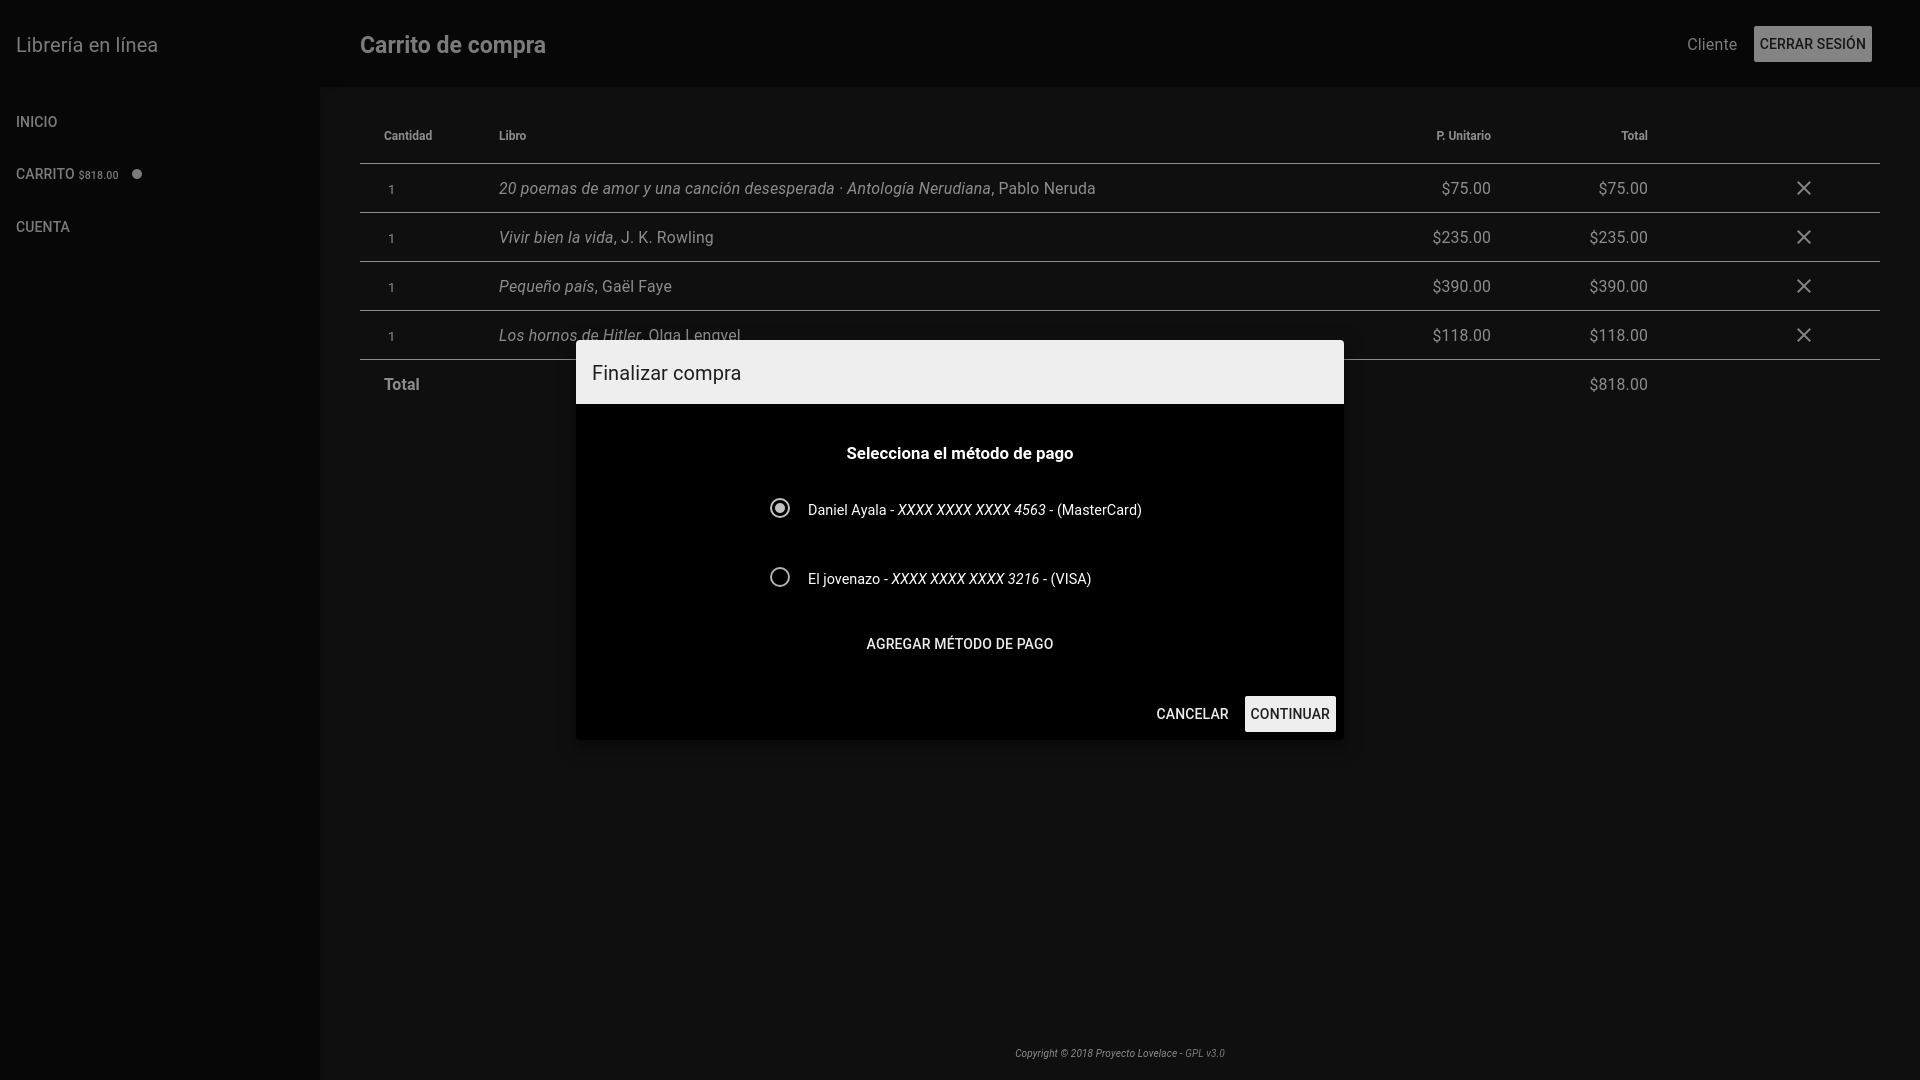 Librería en línea
Carrito de compra
Cliente
CERRAR SESIÓN
INICIO
CARRITO $818.00
CUENTA
Cantidad Libro P. Unitario Total
1 20 poemas de amor y una canción desesperada · Antología Nerudiana, Pablo Neruda $75.00 $75.00
1 Vivir bien la vida, J. K. Rowling $235.00 $235.00
1 Pequeño país, Gaël Faye $390.00 $390.00
1 Los hornos de Hitler, Olga Lengyel $118.00 $118.00
Total $818.00
Finalizar compra
Selecciona el método de pago
Daniel Ayala - XXXX XXXX XXXX 4563 - (MasterCard)
El jovenazo - XXXX XXXX XXXX 3216 - (VISA)
AGREGAR MÉTODO DE PAGO
CANCELAR CONTINUAR
Copyright © 2018 Proyecto Lovelace - GPL v3.0